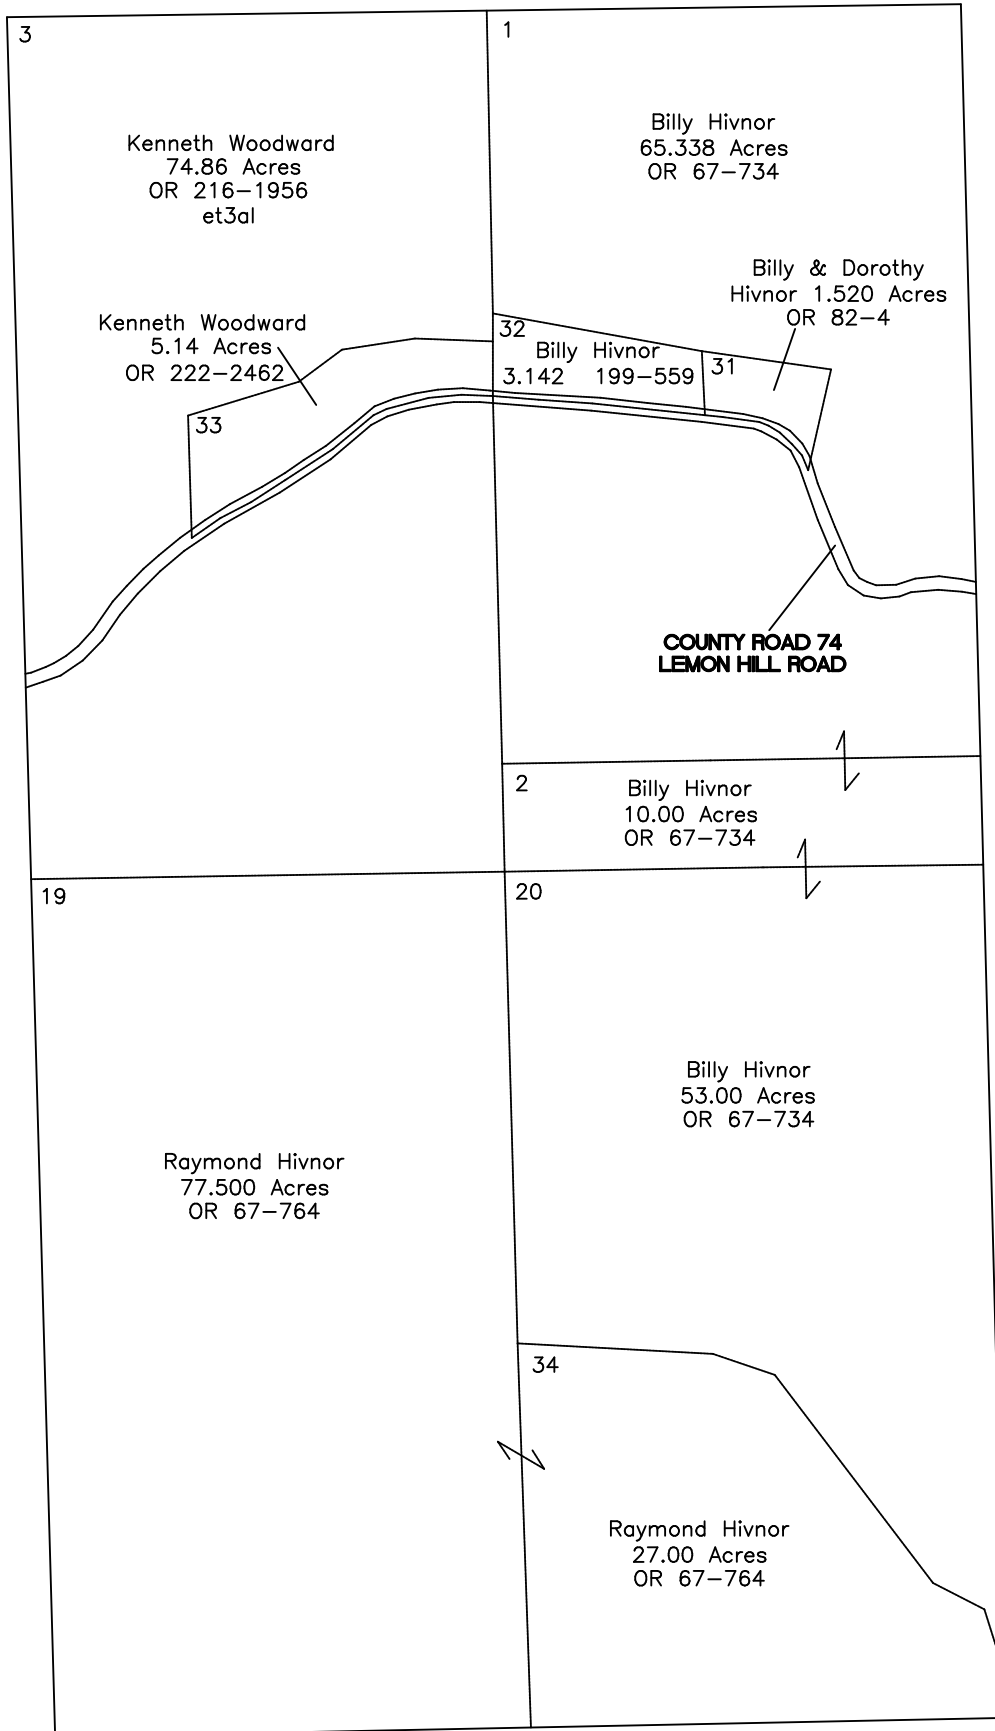 3
Kenneth Woodward
74.86 Acres
OR 216-1956
et3al
1
Billy Hivnor
65.338 Acres
OR 67-734
Billy & Dorothy
Hivnor 1.520 Acres
OR 82-4
Kenneth Woodward
5.14 Acres
OR 222-2462
33
32
Billy Hivnor
3.142 199-559
31
COUNTY ROAD 74
LEMON HILL ROAD
2
Billy Hivnor
10.00 Acres
OR 67-734
19
Raymond Hivnor
77.500 Acres
OR 67-764
20
Billy Hivnor
53.00 Acres
OR 67-734
34
Raymond Hivnor
27.00 Acres
OR 67-764